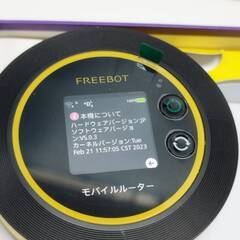 FREEBOT
本機について
ハードウェアバージョン:P
ソフトウェアバージョ
ン:V5.0.3
カーネルバージョン:Tue
Feb 21 11:57:05 CST 2023
モバイルルーター